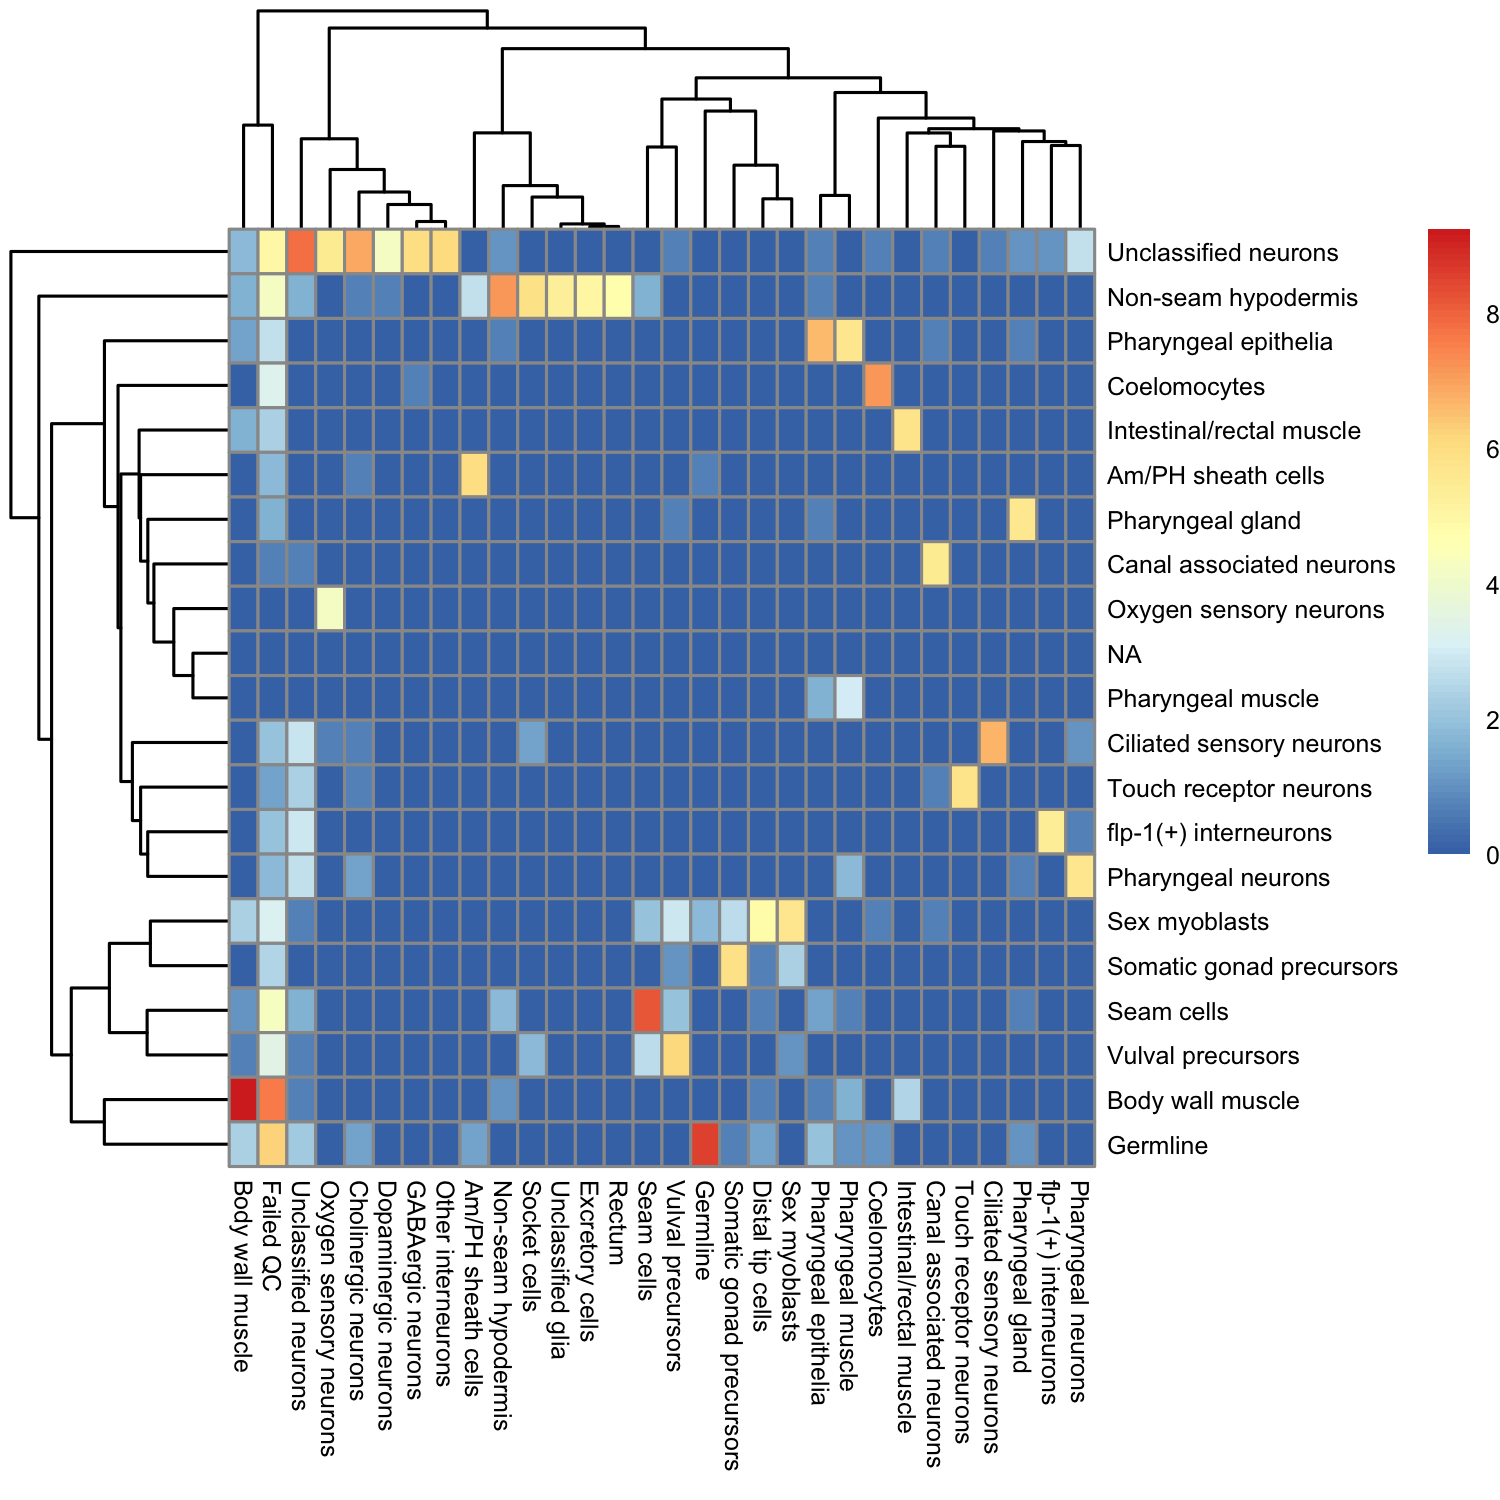 Unclassified neurons
Non-seam hypodermis
Pharyngeal epithelia
Coelomocytes
Intestinal/rectal muscle
Am/PH sheath cells
Pharyngeal gland
Canal associated neurons
Oxygen sensory neurons
NA
Pharyngeal muscle
Ciliated sensory neurons
Touch receptor neurons
flp-1(+) interneurons
Pharyngeal neurons
Sex myoblasts
Somatic gonad precursors
Seam cells
Vulval precursors
Body wall muscle
Germline
8
6
4
2
0
Body wall muscle
Failed QC
Unclassified neurons
Oxygen sensory neurons
Cholinergic neurons
Dopaminergic neurons
GABAergic neurons
Other interneurons
Am/PH sheath cells
Non-seam hypodermis
Socket cells
Unclassified glia
Excretory cells
Rectum
Seam cells
Vulval precursors
Germline
Somatic gonad precursors
Distal tip cells
Sex myoblasts
Pharyngeal epithelia
Pharyngeal muscle
Coelomocytes
Intestinal/rectal muscle
Canal associated neurons
Touch receptor neurons
Ciliated sensory neurons
Pharyngeal gland
flp-1(+) interneurons
Pharyngeal neurons